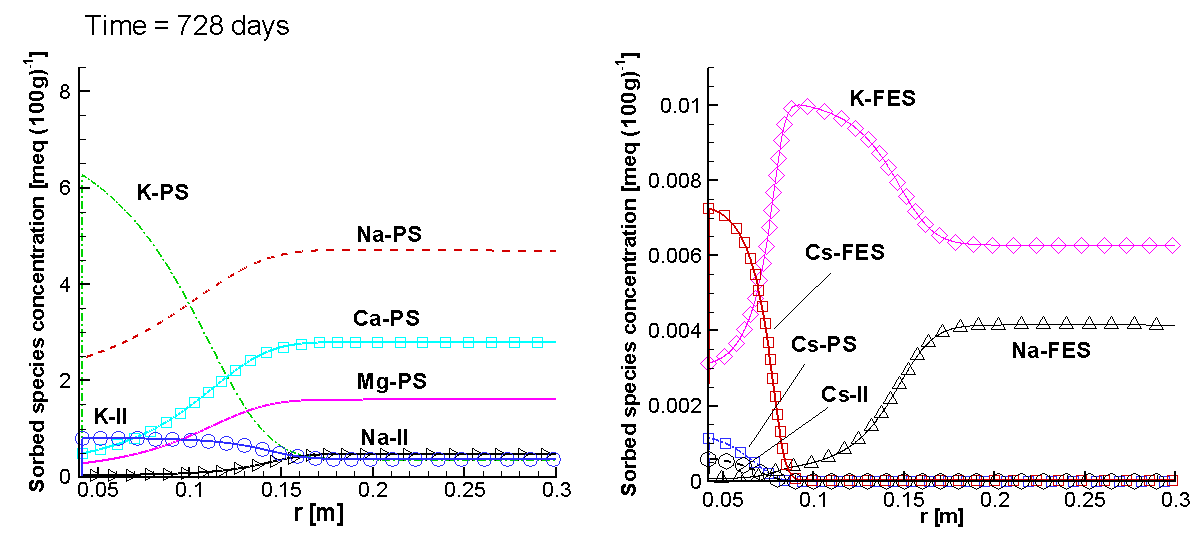 Time = 728 days
Sorbed species concentration [meq (100g)-1]
8
6
4
2
0
K-PS
Na-PS
Ca-PS
Mg-PS
K-II
Na-II
0.05
0.1
0.15
0.2
0.25
0.3
r [m]
Sorbed species concentration [meq (100g)-1]
0.01
0.008
0.006
0.004
0.002
0
K-FES
Cs-FES
Cs-PS
Na-FES
Cs-II
0.05
0.1
0.15
0.2
0.25
0.3
r [m]